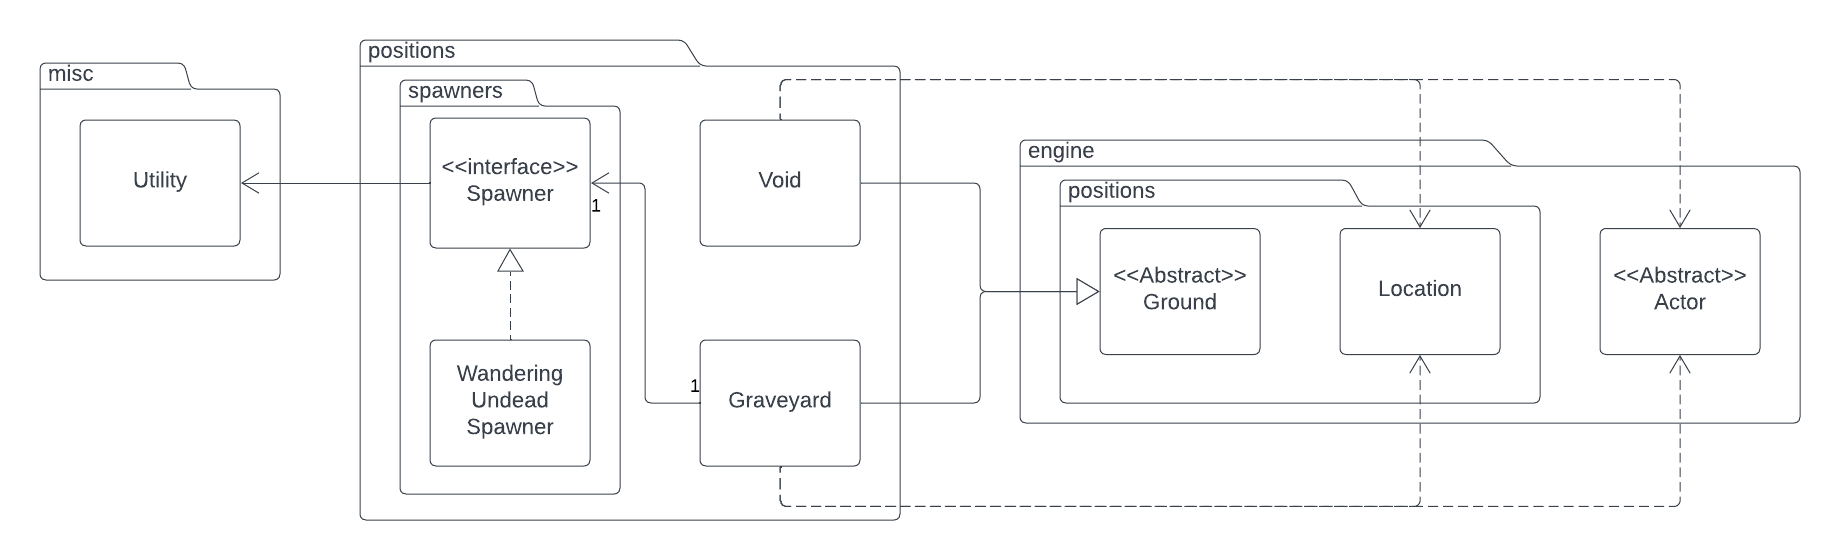 misc
Utility
positions
spawners
<<interface>>
Spawner
1
Wandering
Undead
Spawner
Void
1
Graveyard
engine
positions
<<Abstract>>
Ground
Location
<<Abstract>>
Actor